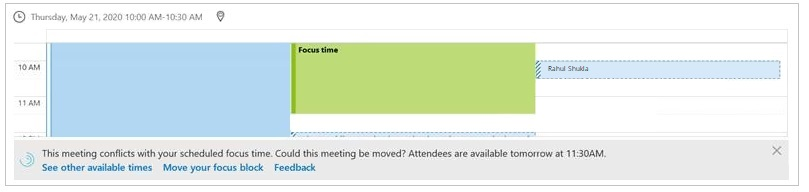 Thursday, May 21, 2020 10:00 AM-10:30 AM
Focus time
10 AM
Rahul Shukla
11 AM
This meeting conflicts with your scheduled focus time. Could this meeting be moved? Attendees are available tomorrow at 11:30AM.
See other available times Move your focus block Feedback